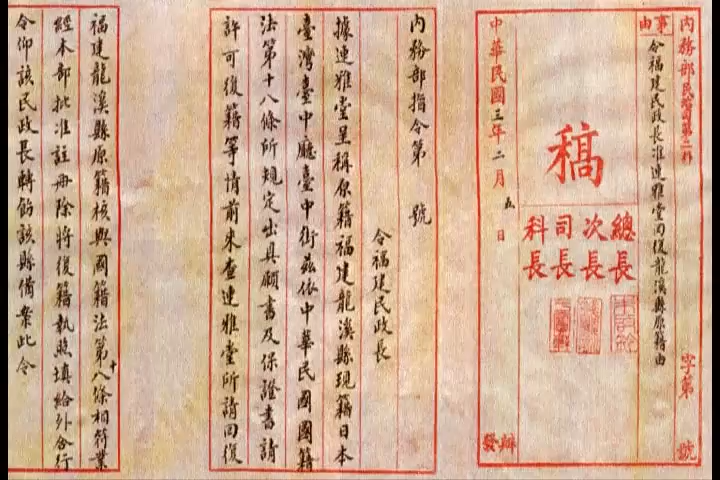 內務部民治司第二科
字第 號
事由
令福建民政長准連雅堂回復龍溪縣原籍由
總長
次長
司長
科長
稿
中華民國三年二月五日
擬辦
內務部指令第 號
令福建民政長
據連雅堂呈稱原籍福建龍溪縣現籍日本
臺灣臺中廳臺中街茲依中華民國國籍
法第十八條所規定出具願書及保證書請
許可復籍等情前來查連雅堂所請回復
福建龍溪縣原籍核與國籍法第十八條相符業
經本部批准註冊除將復籍執照填給外合行
令仰該民政長轉飭該縣備案此令